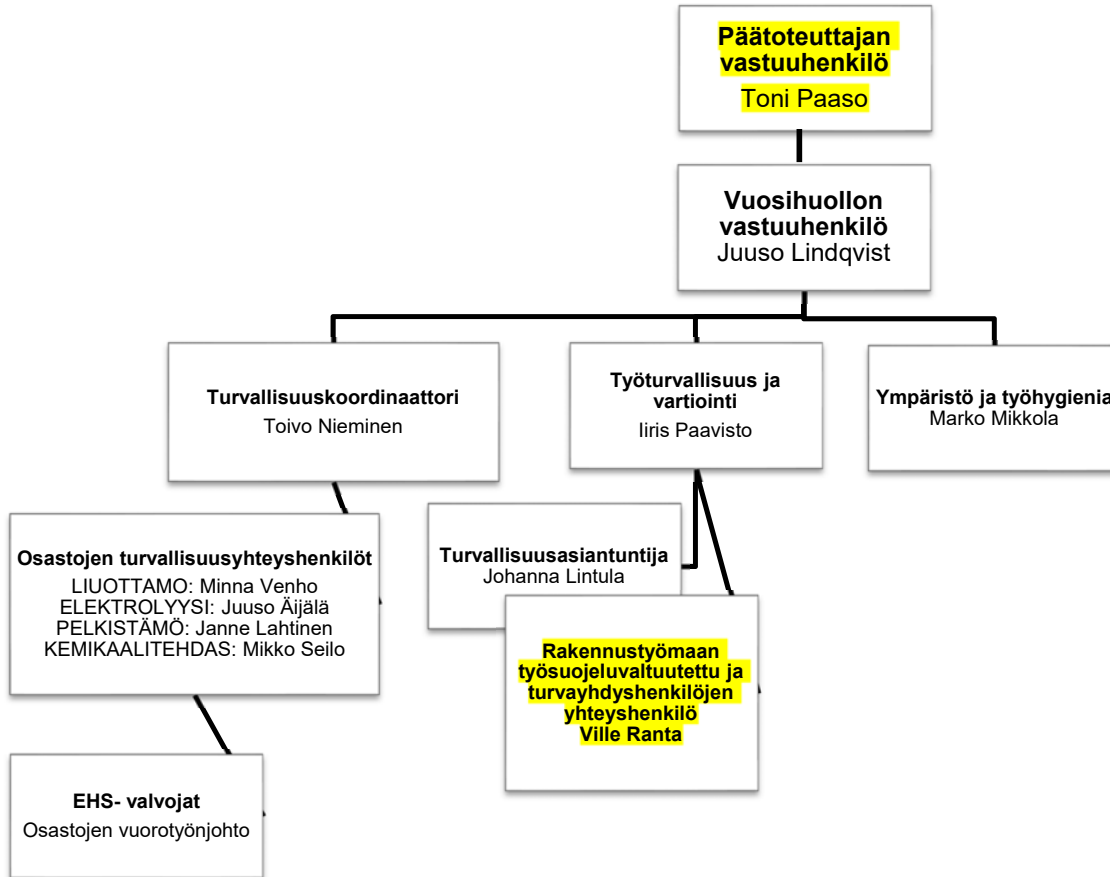 Päätoteuttajan
vastuuhenkilö
Toni Paaso
Vuosihuollon
vastuuhenkilö
Juuso Lindqvist
Turvallisuuskoordinaattori
Toivo Nieminen
Työturvallisuus ja
vartiointi
Iiris Paavisto
Ympäristö ja työhygienia
Marko Mikkola
Osastojen turvallisuusyhteyshenkilöt
LIUOTTAMO: Minna Venho
ELEKTROLYYSI: Juuso Äijälä
PELKISTÄMÖ: Janne Lahtinen
KEMIKAALITEHDAS: Mikko Seilo
Turvallisuusasiantuntija
Johanna Lintula
Rakennustyömaan
työsuojeluvaltuutettu ja
turvayhdyshenkilöjen
yhteyshenkilö
Ville Ranta
EHS- valvojat
Osastojen vuorotyönjohto